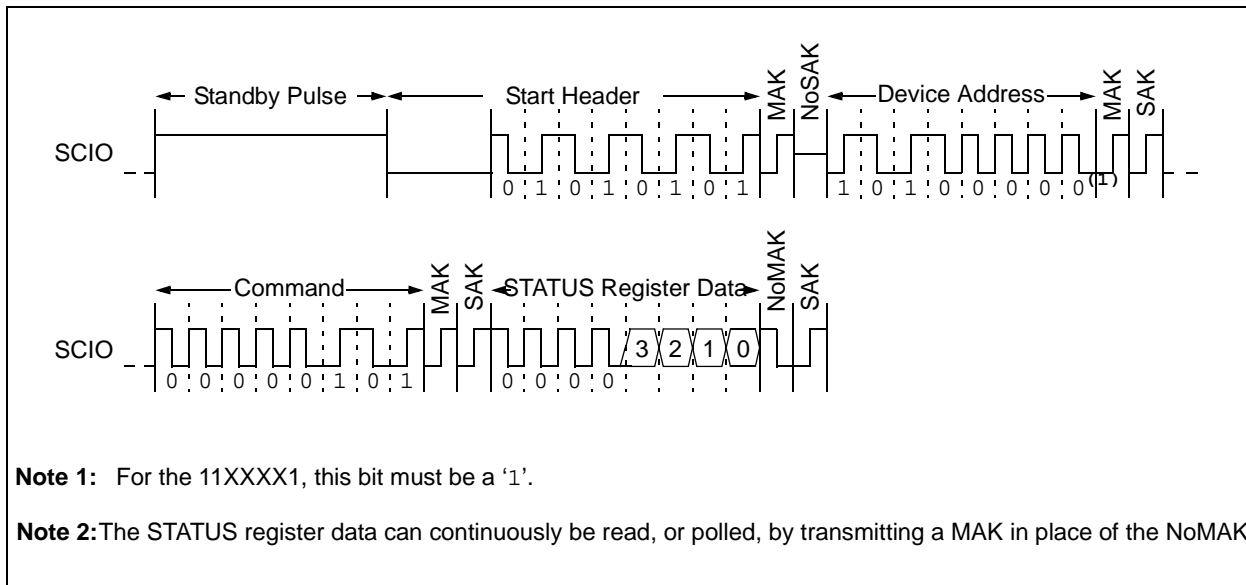 MAK NoSAK MAK SAK
Standby Pulse Start Header Device Address
SCIO
0 1 0 1 0 1 0 1 1 0 1 0 0 0 0 0(1)
MAK SAK NoMAK SAK
Command STATUS Register Data
SCIO
3 2 1 0
0 0 0 0 0 1 0 1 0 0 0 0
Note 1: For the 11XXXX1, this bit must be a ‘1’.
Note 2:The STATUS register data can continuously be read, or polled, by transmitting a MAK in place of the NoMAK